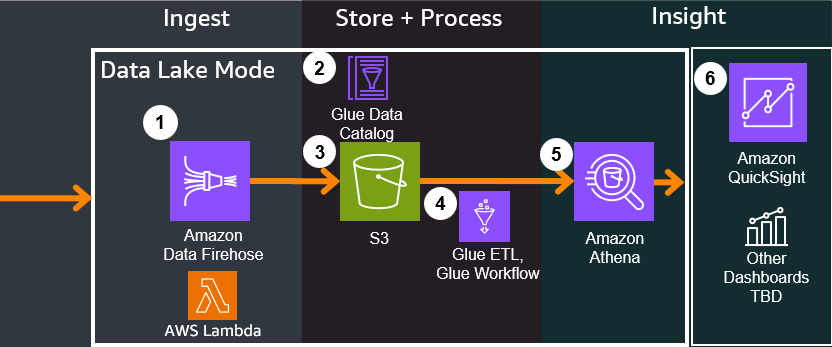 Ingest
Store + Process
Insight
Data Lake Mode
1
Amazon
Data Firehose
AWS Lambda
2
Glue Data
Catalog
3
S3
4
Glue ETL,
Glue Workflow
5
Amazon
Athena
6
Amazon
QuickSight
Other
Dashboards
TBD